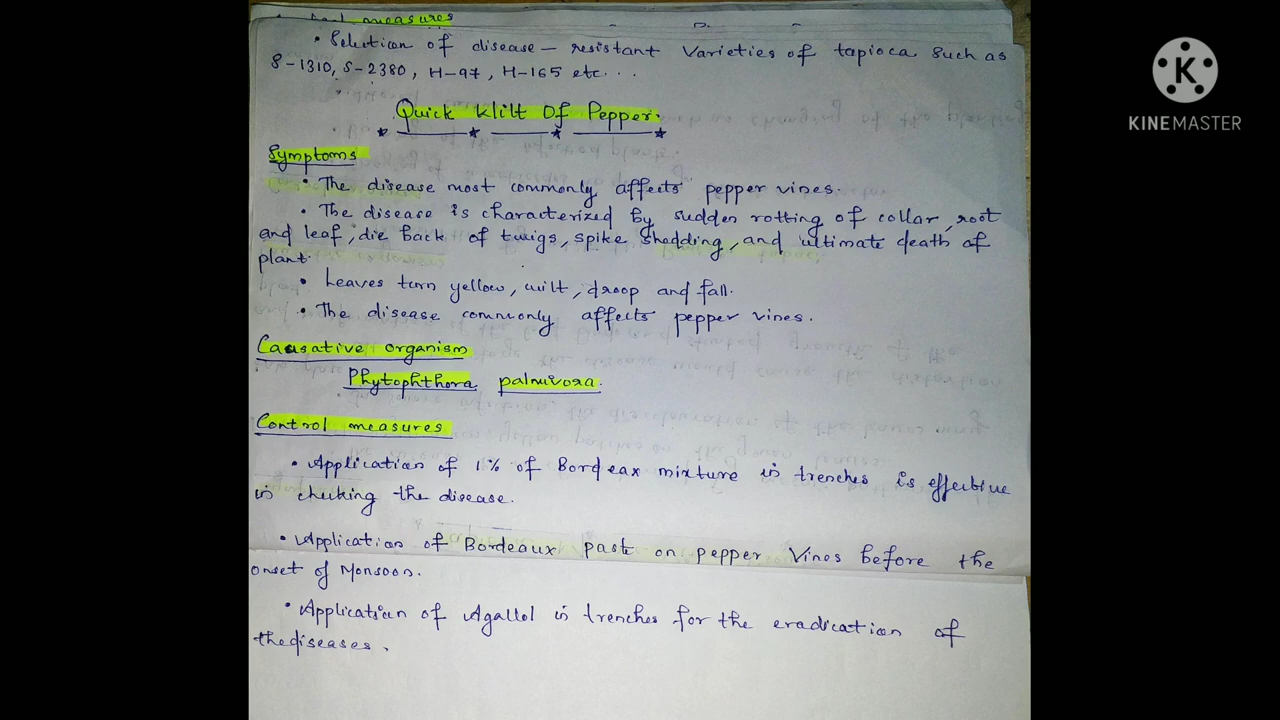 measures
• Selection of disease – resistant Varieties of tapioca such as
S-1310, S-2380, H-97, H-165 etc...
Quick Klilt Of Pepper.
Symptoms
• The disease most commonly affects pepper vines.
• The disease is characterized by sudden rotting of collar, root
and leaf, die back of twigs, spike shedding, and ultimate death of
plant.
• Leaves turn yellow, wilt, droop and fall.
• The disease commonly affects pepper vines.
Causative organism
Phytophthora palmivora.
Control measures
• Application of 1% of Bordeax mixture in trenches is effective
in checking the disease.
• Application of Bordeaux paste on pepper Vines before the
onset of Monsoon.
• Application of Agallol in trenches for the eradication of
thediseases.
K
KINEMASTER